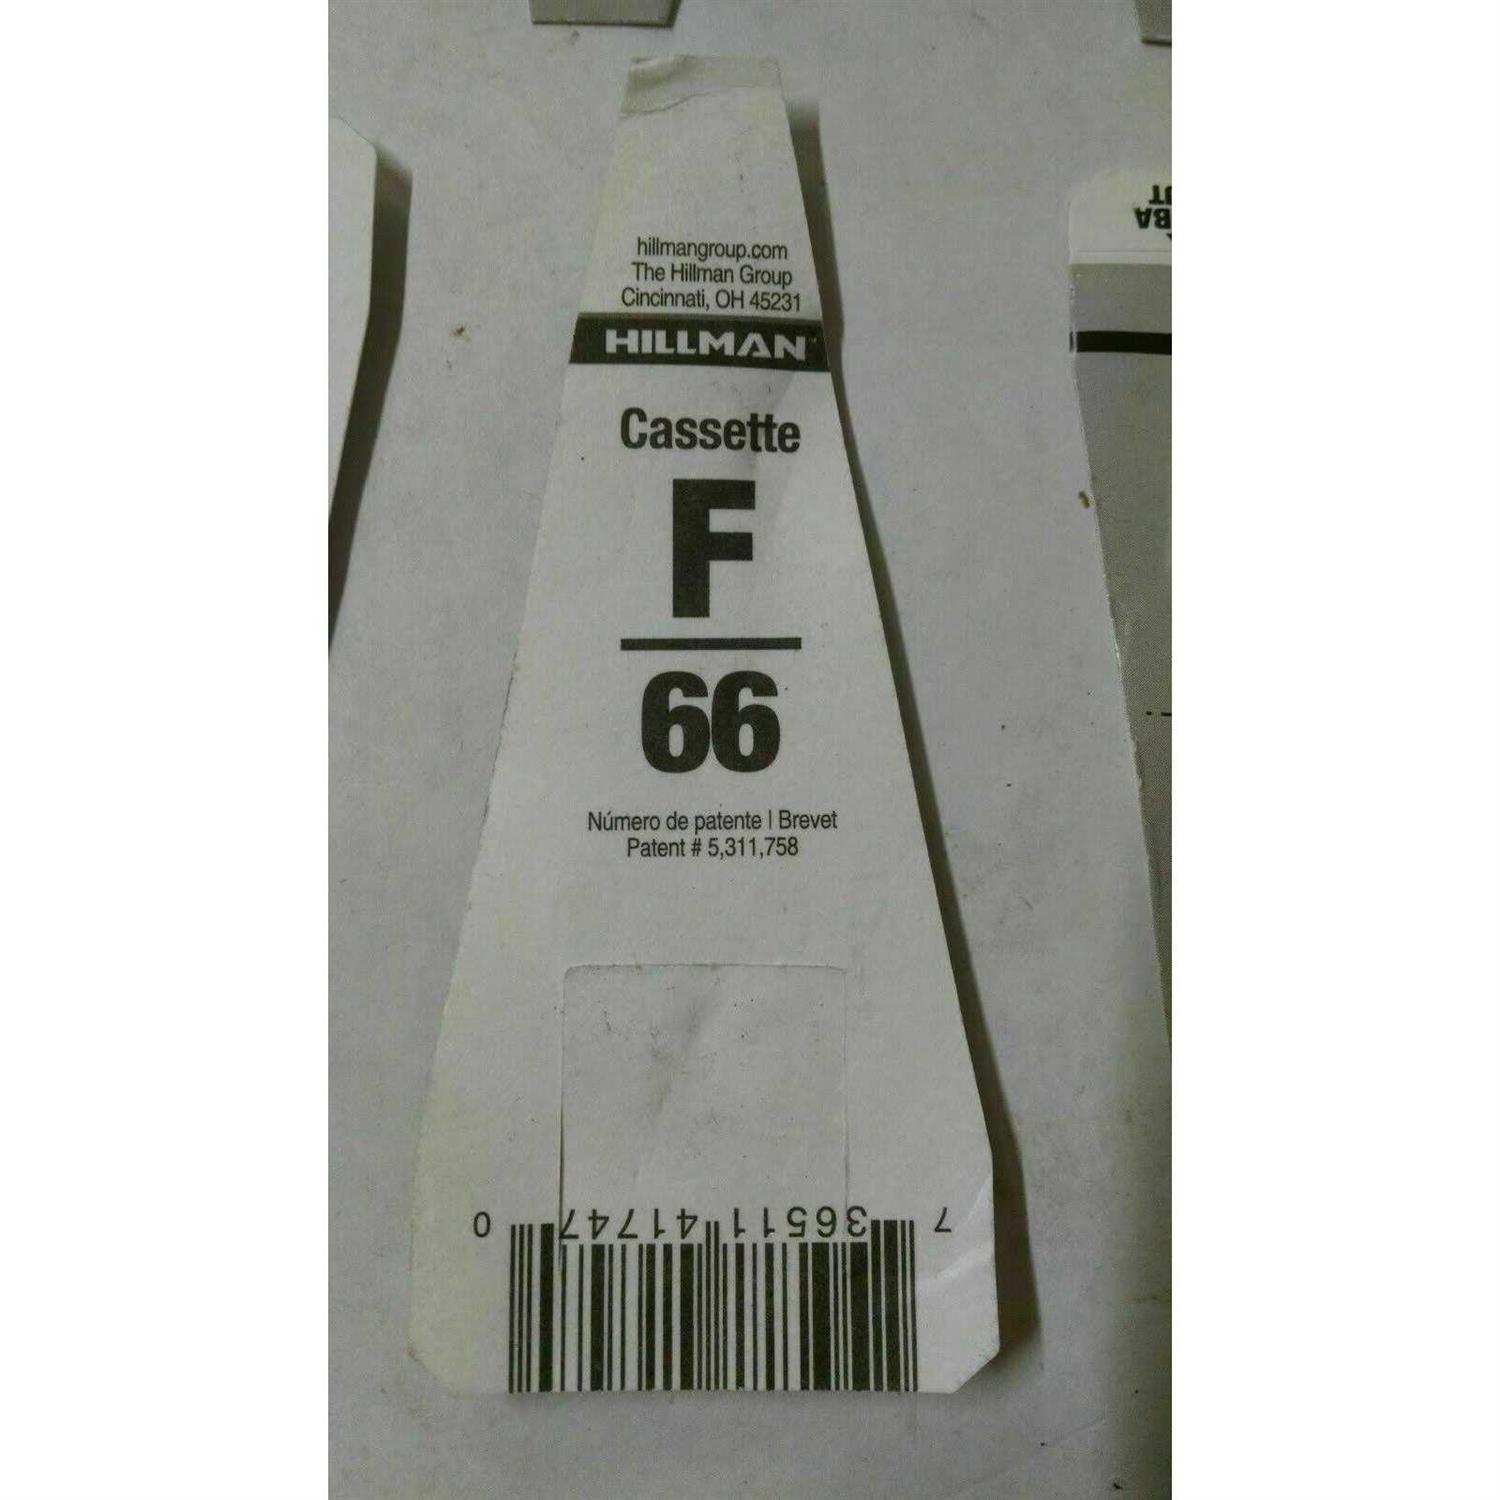 hillmangroup.com
The Hillman Group
Cincinnati, OH 45231
HILLMAN
Cassette
F
66
Número de patente | Brevet
Patent # 5,311,758
7 36511 41747 0